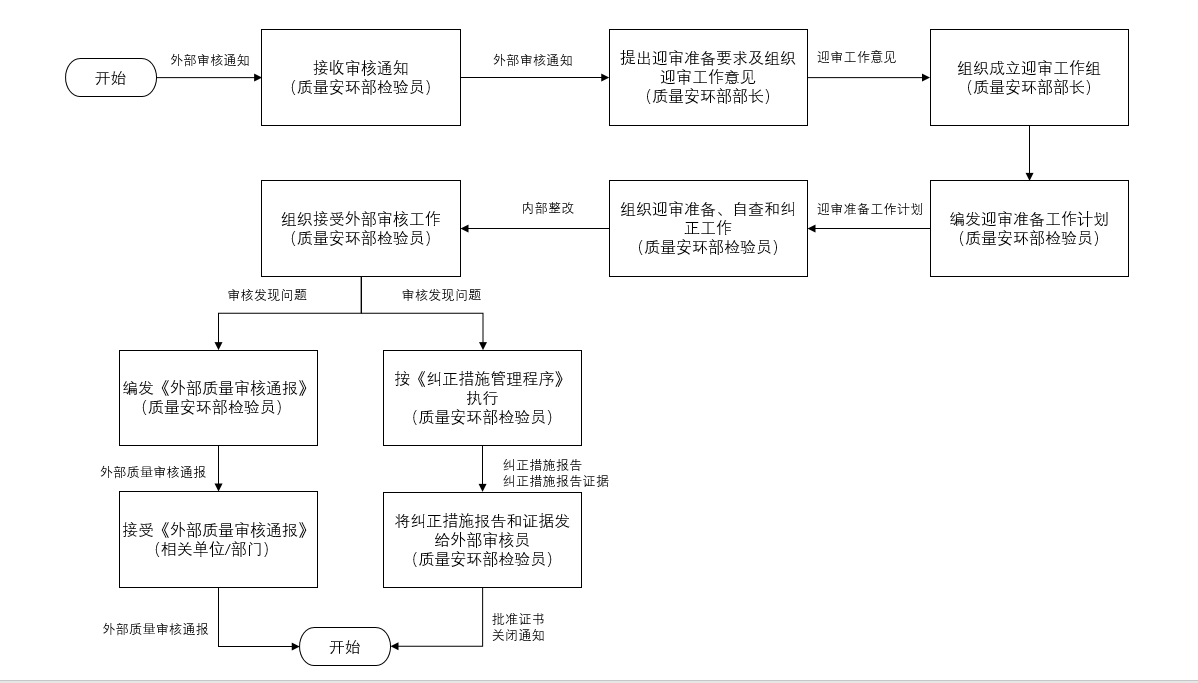 开始
外部审核通知
接收审核通知
（质量安环部检验员）
外部审核通知
提出迎审准备要求及组织
迎审工作意见
（质量安环部部长）
迎审工作意见
组织成立迎审工作组
（质量安环部部长）
编发迎审准备工作计划
（质量安环部检验员）
迎审准备工作计划
组织迎审准备、自查和纠
正工作
（质量安环部检验员）
内部整改
组织接受外部审核工作
（质量安环部检验员）
审核发现问题
审核发现问题
编发《外部质量审核通报》
（质量安环部检验员）
按《纠正措施管理程序》
执行
（质量安环部检验员）
外部质量审核通报
纠正措施报告
纠正措施报告证据
接受《外部质量审核通报》
（相关单位/部门）
将纠正措施报告和证据发
给外部审核员
（质量安环部检验员）
外部质量审核通报
批准证书
关闭通知
开始